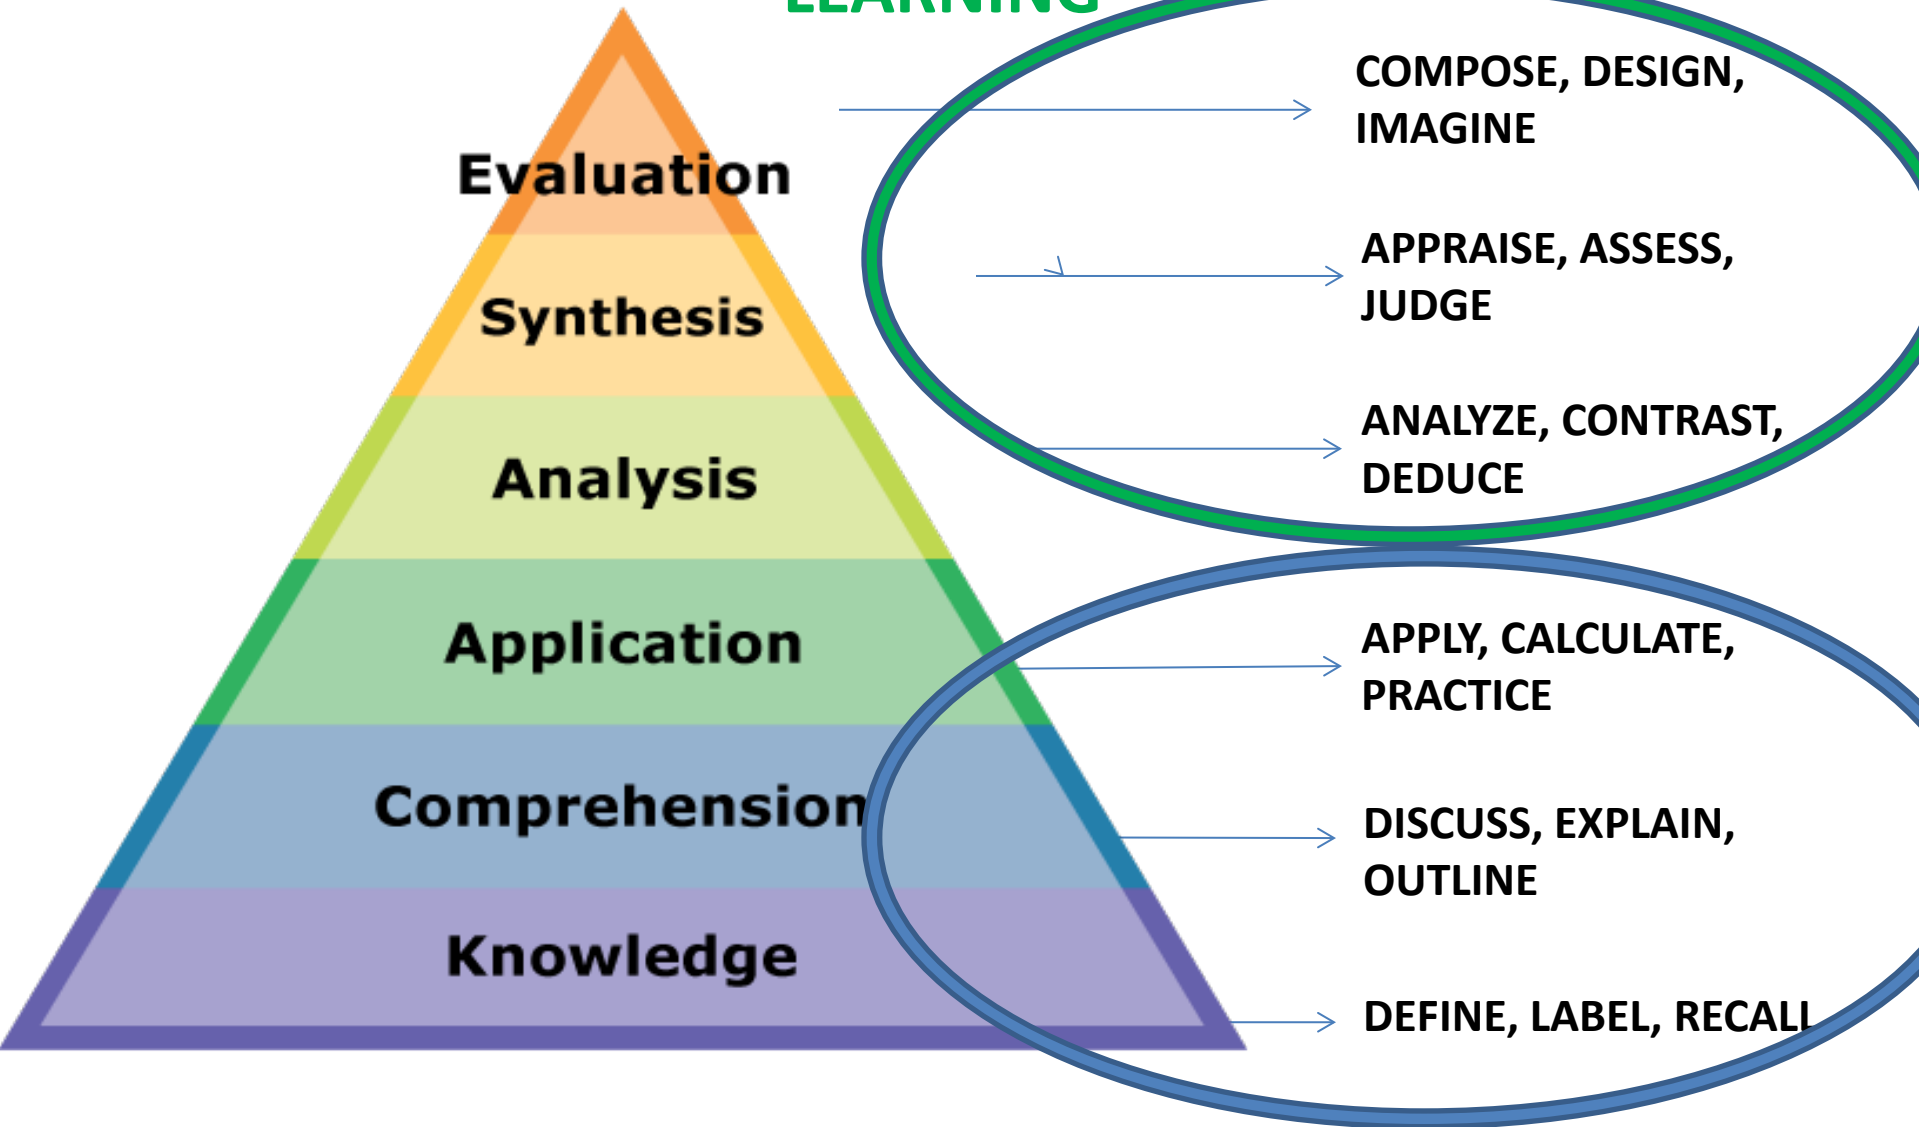 LEARNING
COMPOSE, DESIGN,
IMAGINE
Evaluation
APPRAISE, ASSESS,
JUDGE
Synthesis
ANALYZE, CONTRAST,
DEDUCE
Analysis
APPLY, CALCULATE,
PRACTICE
Application
DISCUSS, EXPLAIN,
OUTLINE
Comprehension
DEFINE, LABEL, RECALL
Knowledge